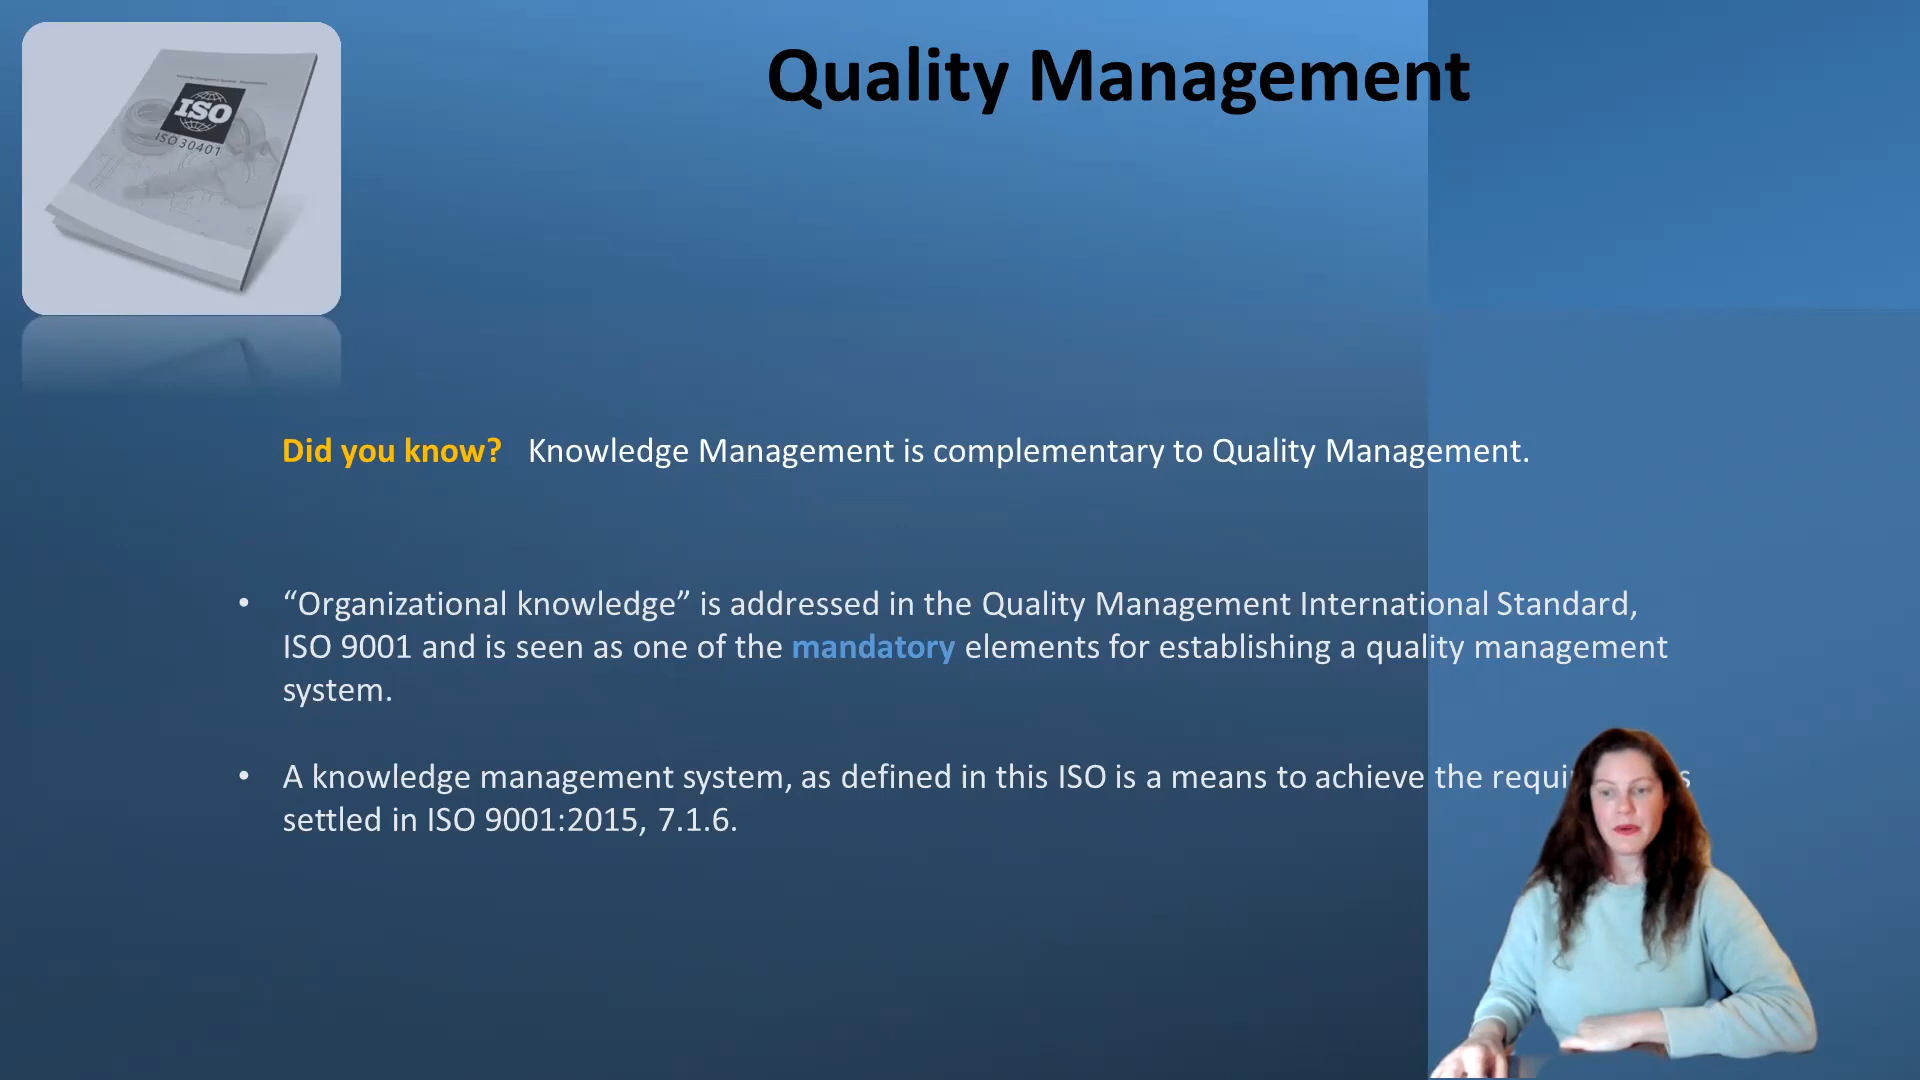 Quality Management
ISO
ISO 30401
Did you know? Knowledge Management is complementary to Quality Management.
• “Organizational knowledge” is addressed in the Quality Management International Standard,
ISO 9001 and is seen as one of the mandatory elements for establishing a quality management
system.
• A knowledge management system, as defined in this ISO is a means to achieve the
settled in ISO 9001:2015, 7.1.6.